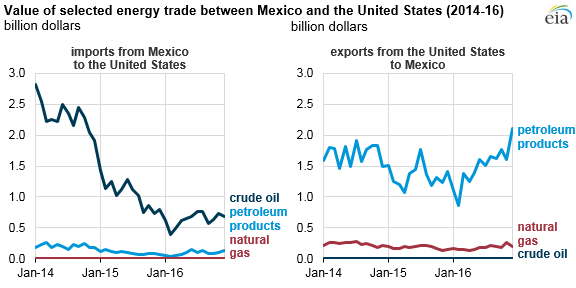 Value of selected energy trade between Mexico and the United States (2014-16)
billion dollars
billion dollars
eia
imports from Mexico
to the United States
3.0
2.5
2.0
1.5
1.0
0.5
0.0
Jan-14
Jan-15
Jan-16
crude oil
petroleum
products
natural
gas
exports from the United States
to Mexico
3.0
2.5
2.0
1.5
1.0
0.5
0.0
Jan-14
Jan-15
Jan-16
petroleum
products
natural
gas
crude oil